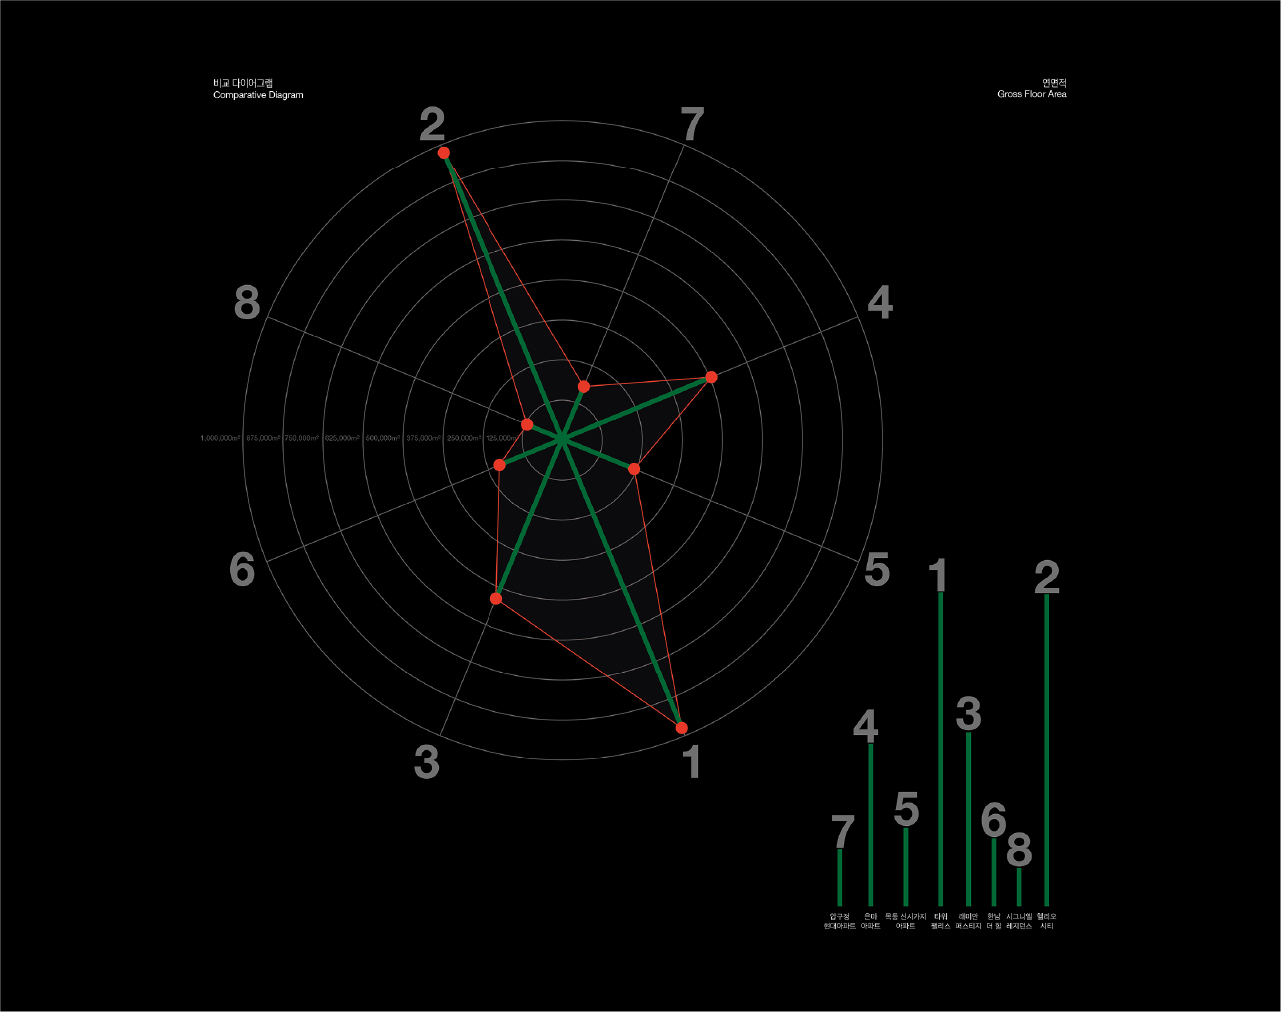 비교 다이어그램
Comparative Diagram
연면적
Gross Floor Area
2
7
8
4
1,000,000m² 875,000m² 750,000m² 625,000m² 500,000m² 375,000m² 250,000m² 125,000m²
6
5
3
1
1
2
4
3
7
5
6
8
압구정
현대아파트
은마
아파트
목동 신시가지
아파트
타워
팰리스
래미안
퍼스티지
한남
더 힐
시그니엘
레지던스
헬리오
시티